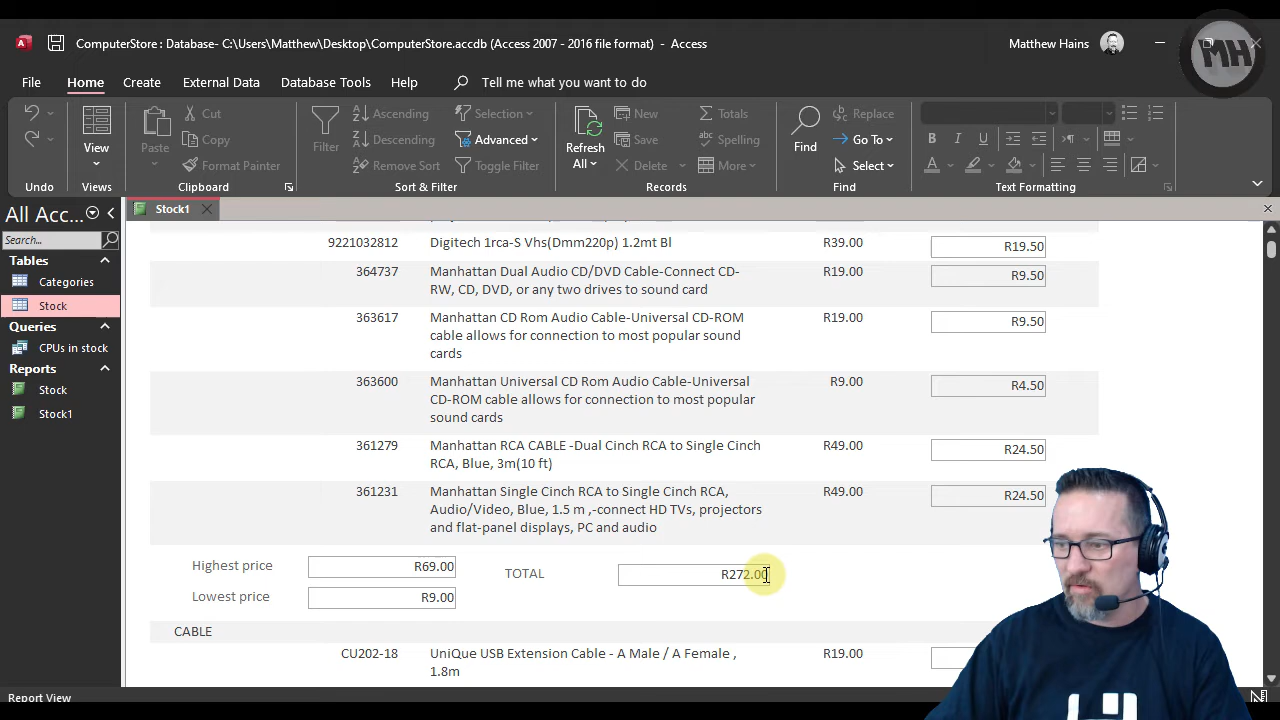 ComputerStore : Database- C:\Users\Matthew\Desktop\ComputerStore.accdb (Access 2007 - 2016 file format) - Access
Matthew Hains
MH
File
Home
Create
External Data
Database Tools
Help
Tell me what you want to do
Undo
View
Views
Paste
Cut
Copy
Format Painter
Clipboard
Filter
Ascending
Descending
Remove Sort
Selection
Advanced
Toggle Filter
Sort & Filter
Refresh
All
New
Save
Delete
Totals
Spelling
More
Records
Find
Replace
Go To
Select
Find
B I U
A
Text Formatting
All Ac...
Search...
Tables
Categories
Stock
Queries
CPUs in stock
Reports
Stock
Stock1
Stock1
9221032812 Digitech 1rca-S Vhs(Dmm220p) 1.2mt Bl R39.00 R19.50
364737 Manhattan Dual Audio CD/DVD Cable-Connect CD- R19.00 R9.50
RW, CD, DVD, or any two drives to sound card
363617 Manhattan CD Rom Audio Cable-Universal CD-ROM R19.00 R9.50
cable allows for connection to most popular sound
cards
363600 Manhattan Universal CD Rom Audio Cable-Universal R9.00 R4.50
CD-ROM cable allows for connection to most popular
sound cards
361279 Manhattan RCA CABLE -Dual Cinch RCA to Single Cinch R49.00 R24.50
RCA, Blue, 3m(10 ft)
361231 Manhattan Single Cinch RCA to Single Cinch RCA, R49.00 R24.50
Audio/Video, Blue, 1.5 m ,-connect HD TVs, projectors
and flat-panel displays, PC and audio
Highest price R69.00 TOTAL R272.00
Lowest price R9.00
CABLE
CU202-18 UniQue USB Extension Cable - A Male / A Female , R19.00
1.8m
Report View